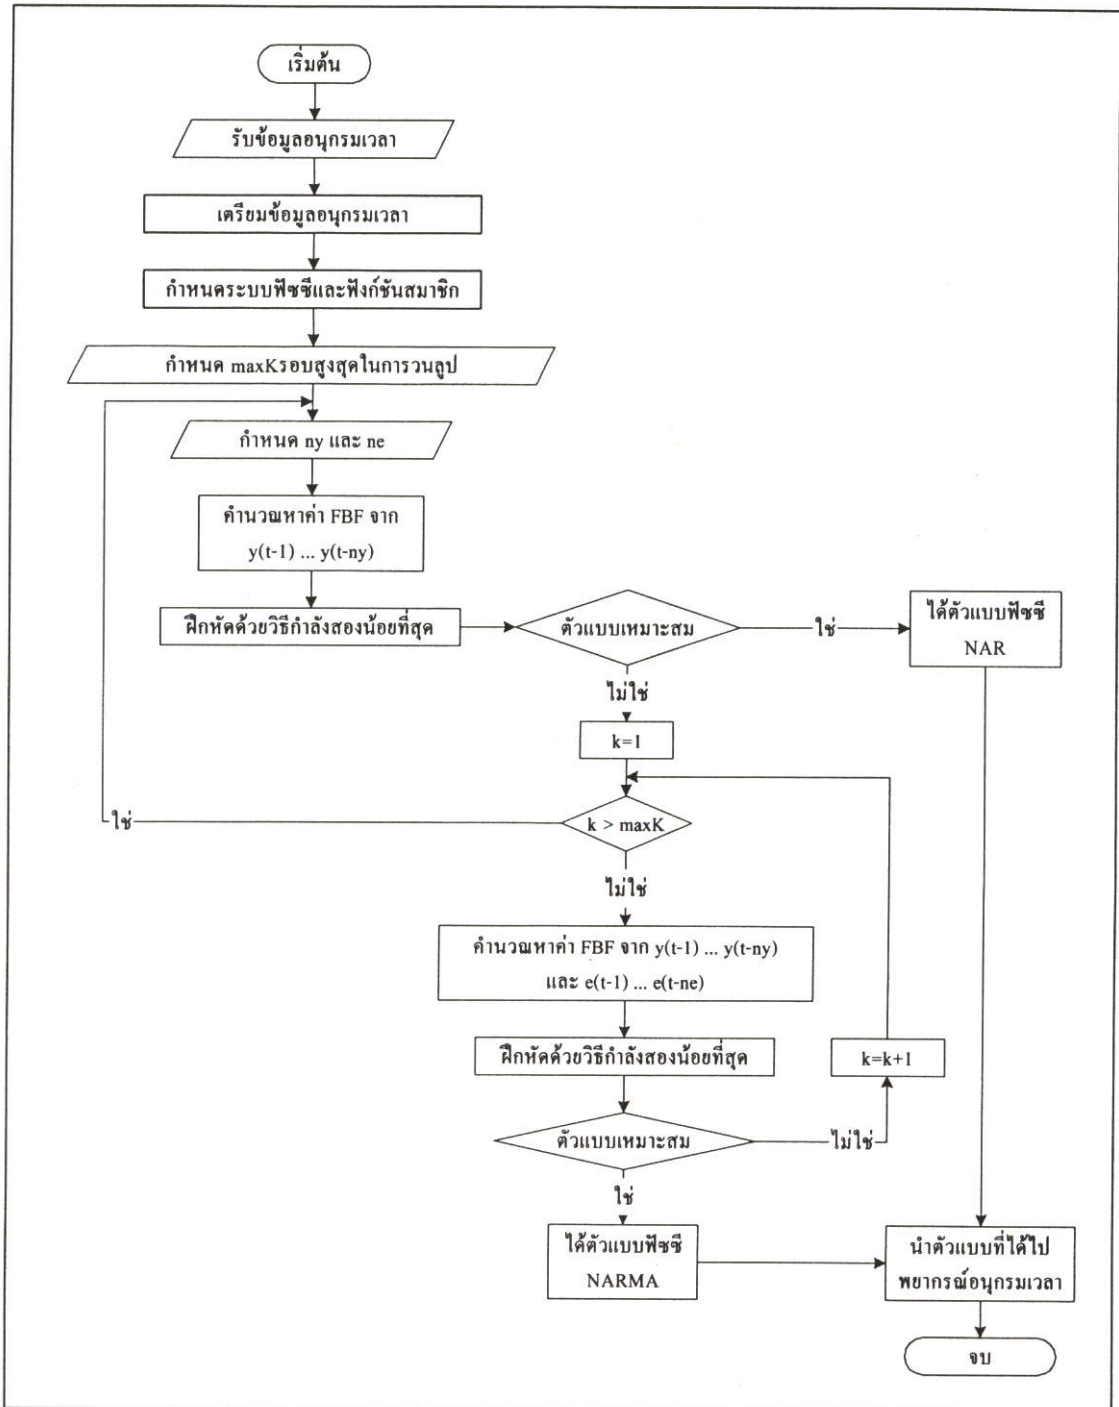 เริ่มต้น
รับข้อมูลอนุกรมเวลา
เตรียมข้อมูลอนุกรมเวลา
กำหนดระบบฟัซซีและฟังก์ชันสมาชิก
กำหนด maxKรอบสูงสุดในการวนลูป
กำหนด ny และ ne
คำนวณหาค่า FBF จาก
y(t-1) ... y(t-ny)
ฝึกหัดด้วยวิธีกำลังสองน้อยที่สุด
ตัวแบบเหมาะสม
ใช่
ได้ตัวแบบฟัซซี
NAR
ไม่ใช่
k=1
k > maxK
ใช่
ไม่ใช่
คำนวณหาค่า FBF จาก y(t-1) ... y(t-ny)
และ e(t-1) ... e(t-ne)
ฝึกหัดด้วยวิธีกำลังสองน้อยที่สุด
k=k+1
ตัวแบบเหมาะสม
ไม่ใช่
ใช่
ได้ตัวแบบฟัซซี
NARMA
นำตัวแบบที่ได้ไป
พยากรณ์อนุกรมเวลา
จบ